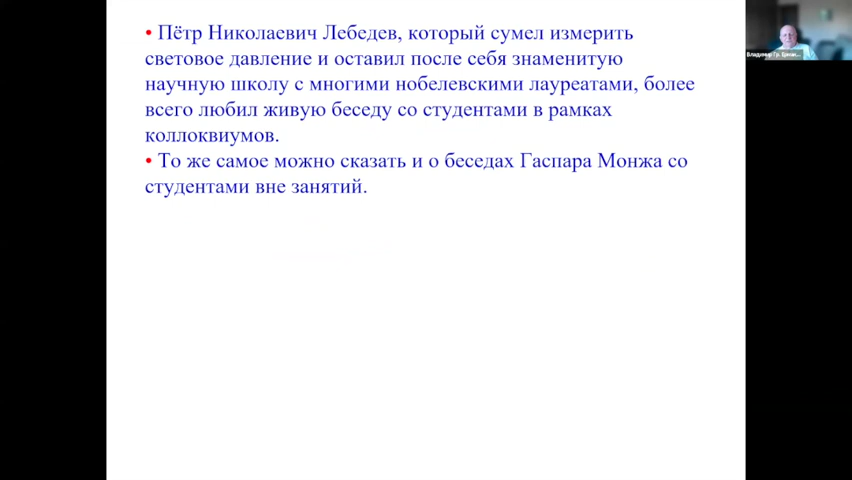 • Пётр Николаевич Лебедев, который сумел измерить
световое давление и оставил после себя знаменитую
научную школу с многими нобелевскими лауреатами, более
всего любил живую беседу со студентами в рамках
коллоквиумов.
• То же самое можно сказать и о беседах Гаспара Монжа со
студентами вне занятий.
Владимир Гр.